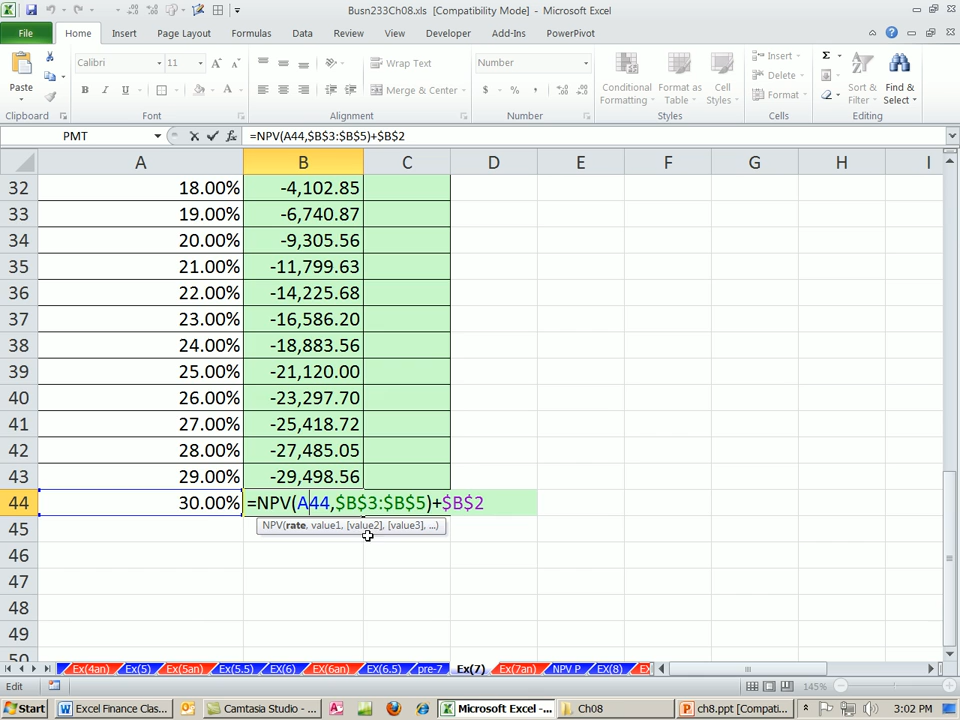 Busn233Ch08.xls [Compatibility Mode] - Microsoft Excel
File Home Insert Page Layout Formulas Data Review View Developer Add-Ins PowerPivot
Paste Calibri 11 Wrap Text Number Conditional Formatting Format as Table Cell Styles Insert Sort & Filter Find & Select
B I U Merge & Center $ % , Delete
Format
Clipboard Font Alignment Number Styles Cells Editing
PMT =NPV(A44,$B$3:$B$5)+$B$2
A B C D E F G H I
32 18.00% -4,102.85
33 19.00% -6,740.87
34 20.00% -9,305.56
35 21.00% -11,799.63
36 22.00% -14,225.68
37 23.00% -16,586.20
38 24.00% -18,883.56
39 25.00% -21,120.00
40 26.00% -23,297.70
41 27.00% -25,418.72
42 28.00% -27,485.05
43 29.00% -29,498.56
44 30.00% =NPV(A44,$B$3:$B$5)+$B$2
45 NPV(rate, value1, [value2], [value3], ...)
46
47
48
49
50
Ex(4an) Ex(5) Ex(5an) Ex(5.5) Ex(6) Ex(6an) Ex(6.5) pre-7 Ex(7) Ex(7an) NPV P Ex(8) Ex
Edit 145%
Start Excel Finance Clas... Camtasia Studio - ... Microsoft Excel -... Ch08 ch8.ppt [Compati... 3:02 PM